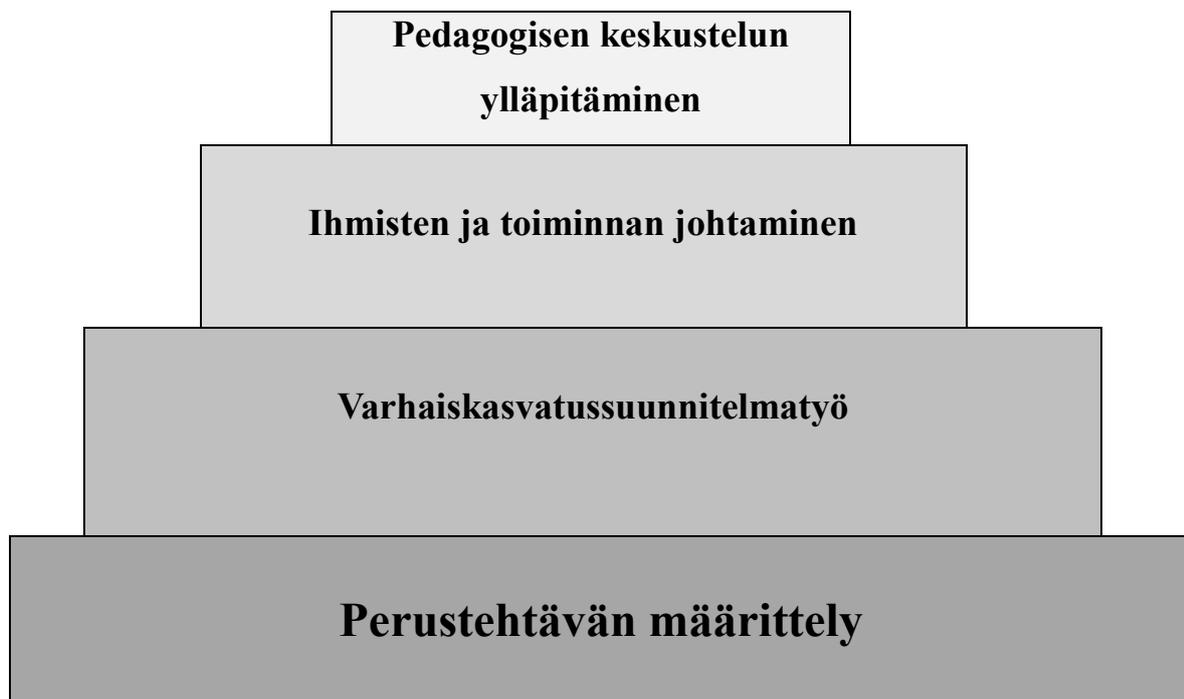 Pedagogisen keskustelun
ylläpitäminen
Ihmisten ja toiminnan johtaminen
Varhaiskasvatussuunnitelmatyö
Perustehtävän määrittely